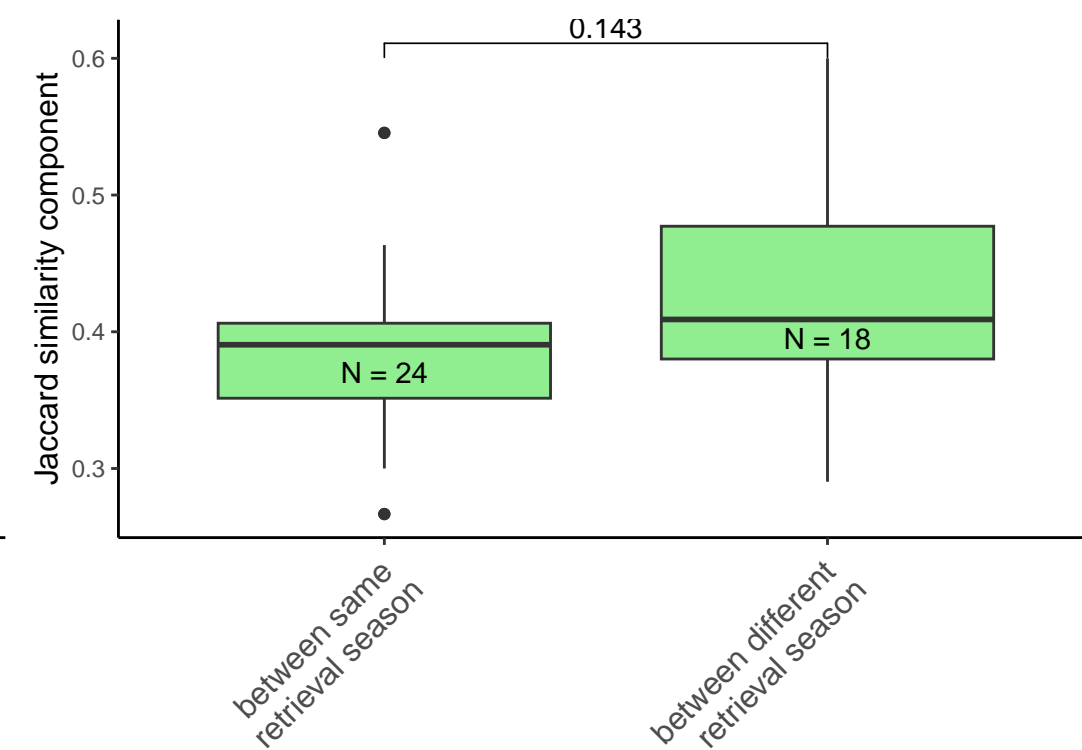 0.143
Jaccard similarity component
0.6
0.5
0.4
0.3
N = 24
N = 18
between same
retrieval season
between different
retrieval season